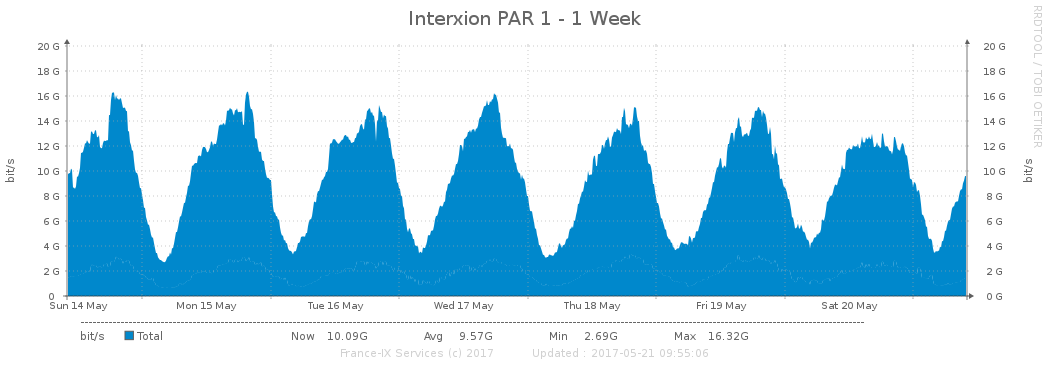 Interxion PAR 1 - 1 Week
RRDTOOL / TOBI OETIKER
20 G 20 G
18 G 18 G
16 G 16 G
14 G 14 G
12 G 12 G
10 G 10 G
8 G 8 G
6 G 6 G
4 G 4 G
2 G 2 G
0 0 G
bit/s
bit/s
Sun 14 May Mon 15 May Tue 16 May Wed 17 May Thu 18 May Fri 19 May Sat 20 May
bit/s Total Now 10.09G Avg 9.57G Min 2.69G Max 16.32G
France-IX Services (c) 2017 Updated : 2017-05-21 09:55:06